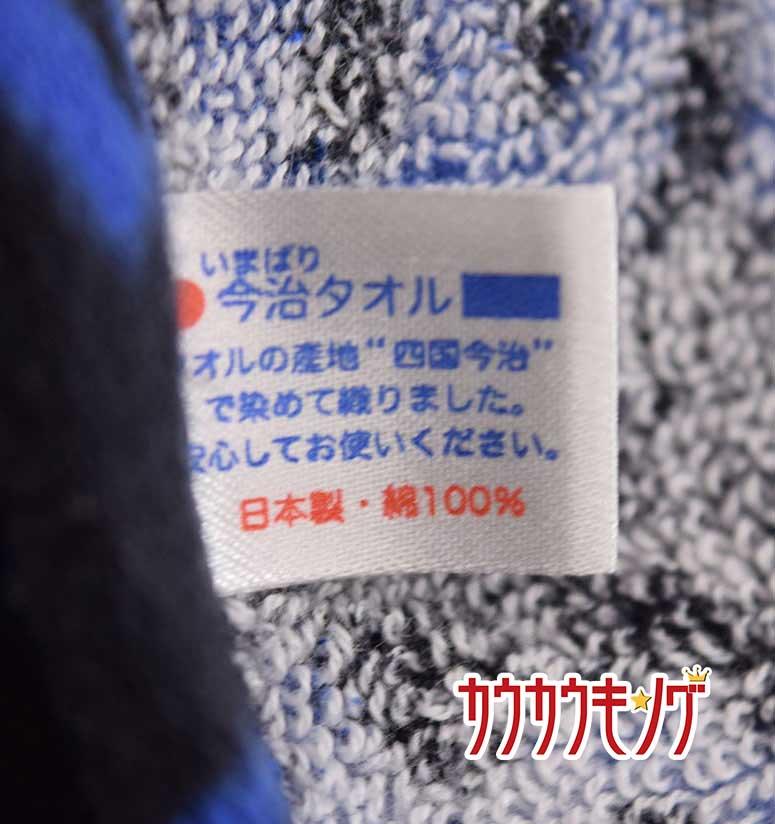 いまばり
今治タオル
オルの産地“四国今治”
で染めて織りました。
安心してお使いください。
日本製・綿100%
カウカウキング